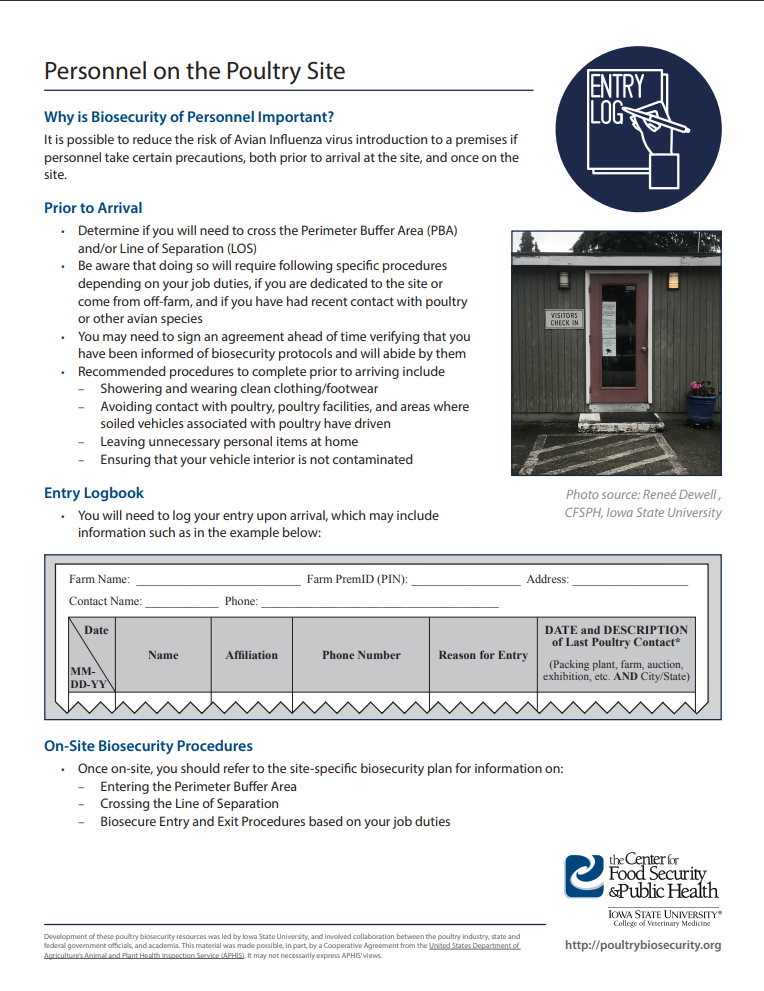 Personnel on the Poultry Site
ENTRY
LOG
Why is Biosecurity of Personnel Important?
It is possible to reduce the risk of Avian Influenza virus introduction to a premises if
personnel take certain precautions, both prior to arrival at the site, and once on the
site.
Prior to Arrival
• Determine if you will need to cross the Perimeter Buffer Area (PBA)
and/or Line of Separation (LOS)
• Be aware that doing so will require following specific procedures
depending on your job duties, if you are dedicated to the site or
come from off-farm, and if you have had recent contact with poultry
or other avian species
• You may need to sign an agreement ahead of time verifying that you
have been informed of biosecurity protocols and will abide by them
• Recommended procedures to complete prior to arriving include
– Showering and wearing clean clothing/footwear
– Avoiding contact with poultry, poultry facilities, and areas where
soiled vehicles associated with poultry have driven
– Leaving unnecessary personal items at home
– Ensuring that your vehicle interior is not contaminated
VISITORS
CHECK IN
Photo source: Reneé Dewell ,
CFSPH, Iowa State University
Entry Logbook
• You will need to log your entry upon arrival, which may include
information such as in the example below:
Farm Name: ____________ Farm PremID (PIN): ____________ Address: ____________
Contact Name: ____________ Phone: ____________
Date
MM-
DD-YY
Name
Affiliation
Phone Number
Reason for Entry
DATE and DESCRIPTION
of Last Poultry Contact*
(Packing plant, farm, auction,
exhibition, etc. AND City/State)
On-Site Biosecurity Procedures
• Once on-site, you should refer to the site-specific biosecurity plan for information on:
– Entering the Perimeter Buffer Area
– Crossing the Line of Separation
– Biosecure Entry and Exit Procedures based on your job duties
the Center for
Food Security
&Public Health
IOWA STATE UNIVERSITY®
College of Veterinary Medicine
Development of these poultry biosecurity resources was led by Iowa State University, and involved collaboration between the poultry industry, state and
federal government officials, and academia. This material was made possible, in part, by a Cooperative Agreement from the United States Department of
Agriculture's Animal and Plant Health Inspection Service (APHIS). It may not necessarily express APHIS' views.
http://poultrybiosecurity.org